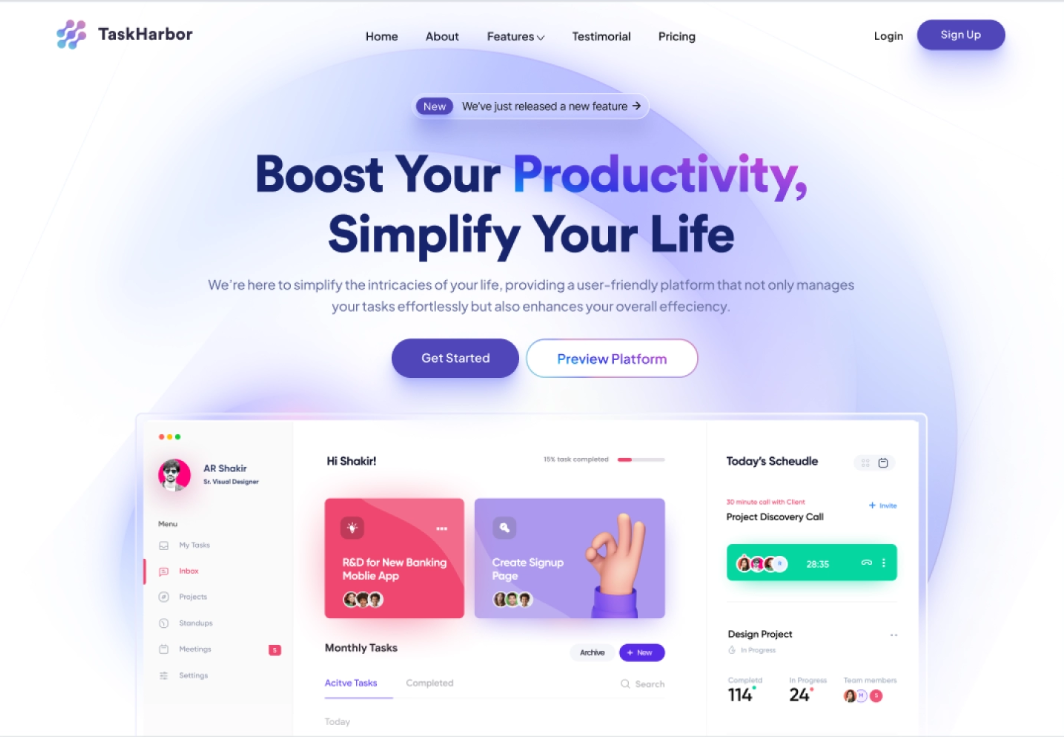 TaskHarbor
Home About Features Testimorial Pricing
Login Sign Up
New We've just released a new feature →
Boost Your Productivity,
Simplify Your Life
We're here to simplify the intricacies of your life, providing a user-friendly platform that not only manages
your tasks effortlessly but also enhances your overall effeciency.
Get Started Preview Platform
AR Shakir
Sr. Visual Designer
Menu
My Tasks
Inbox
Projects
Standups
Meetings 5
Settings
Hi Shakir!
15% task completed
R&D for New Banking
Moblie App
Create Signup
Page
Monthly Tasks
Archive + New
Acitve Tasks Completed Search
Today
Today's Scheudle
30 minute call with Client
Project Discovery Call
+ Invite
28:35
Design Project
In Progress
Completd In Progress Team members
114 24